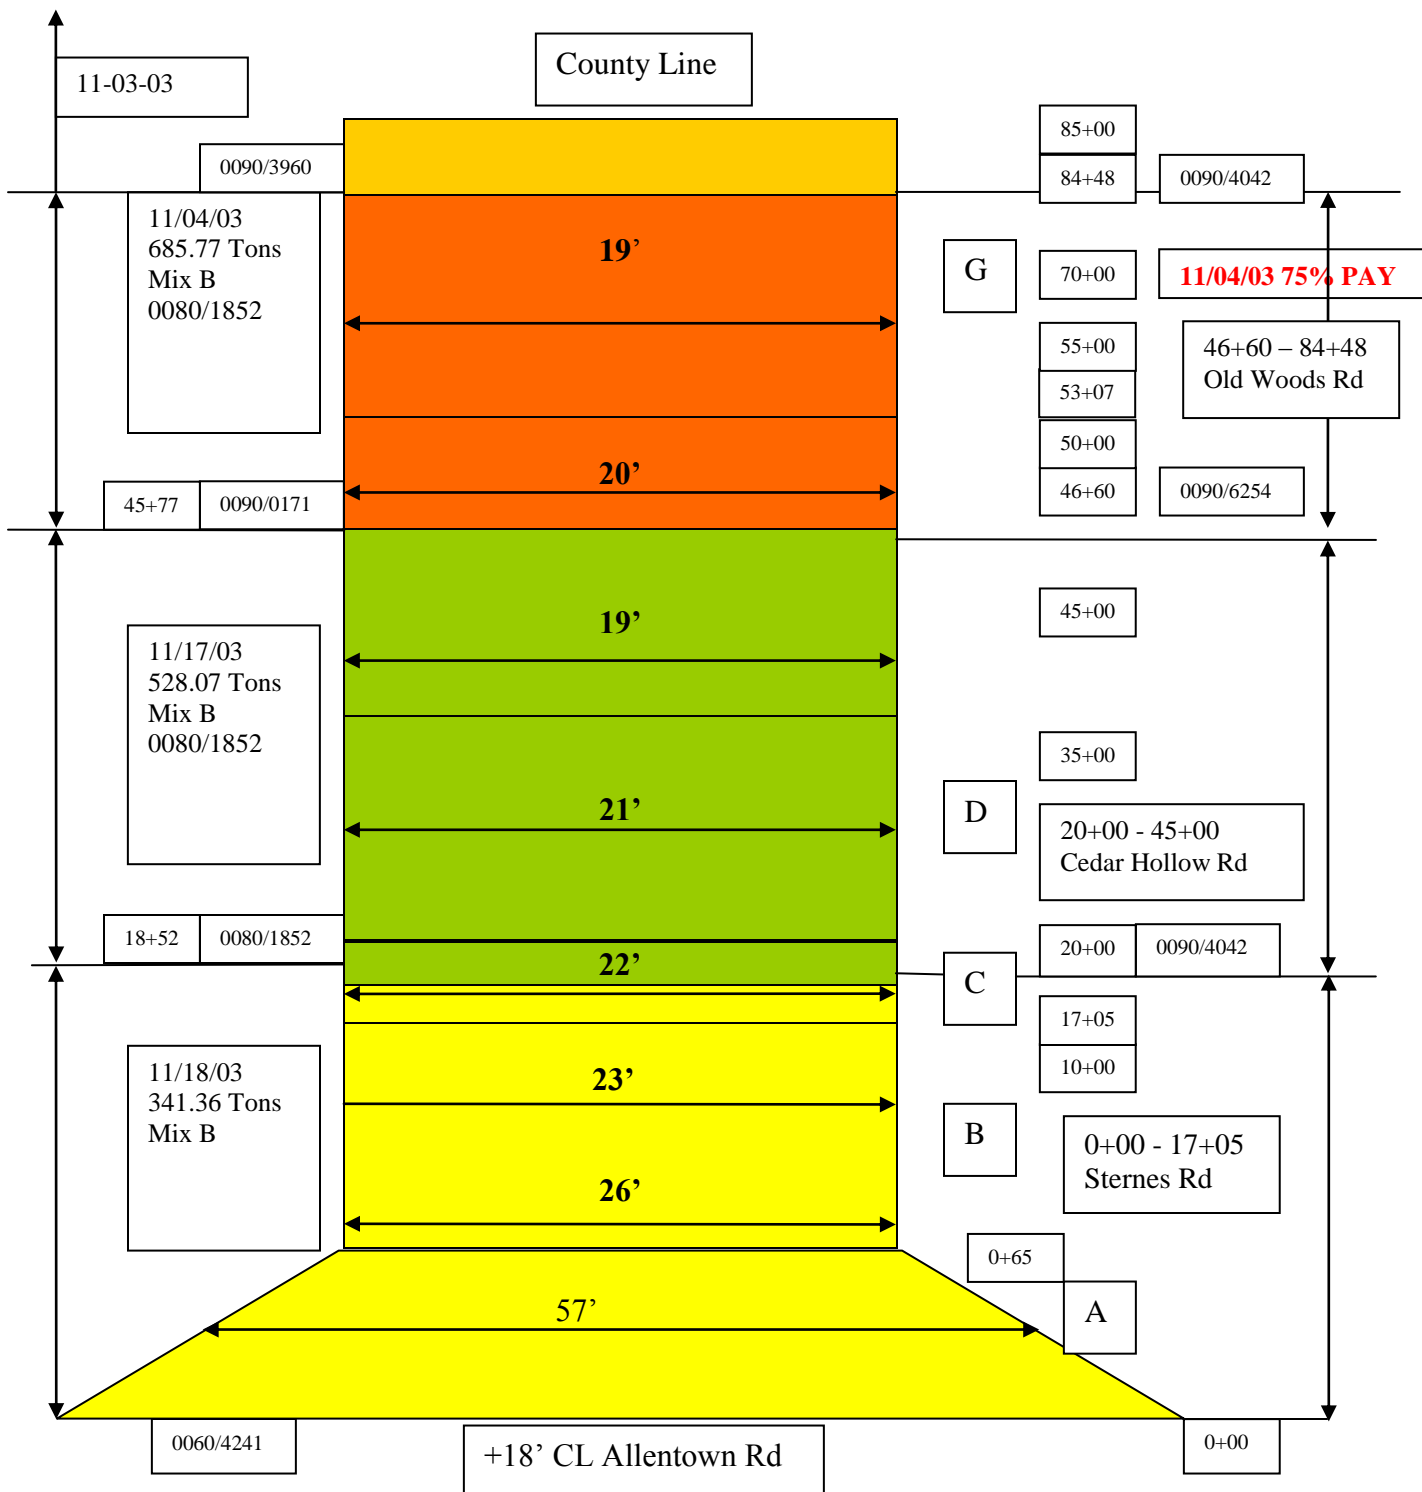 County Line
11-03-03
85+00
0090/3960
84+48
0090/4042
11/04/03
685.77 Tons
Mix B
0080/1852
19’
G
70+00
11/04/03 75% PAY
55+00
46+60 – 84+48
Old Woods Rd
53+07
50+00
20’
45+77
0090/0171
46+60
0090/6254
45+00
19’
11/17/03
528.07 Tons
Mix B
0080/1852
35+00
21’
D
20+00 - 45+00
Cedar Hollow Rd
18+52
0080/1852
20+00
0090/4042
22’
C
17+05
11/18/03
341.36 Tons
Mix B
10+00
23’
B
0+00 - 17+05
Sternes Rd
26’
0+65
57’
A
0060/4241
+18’ CL Allentown Rd
0+00